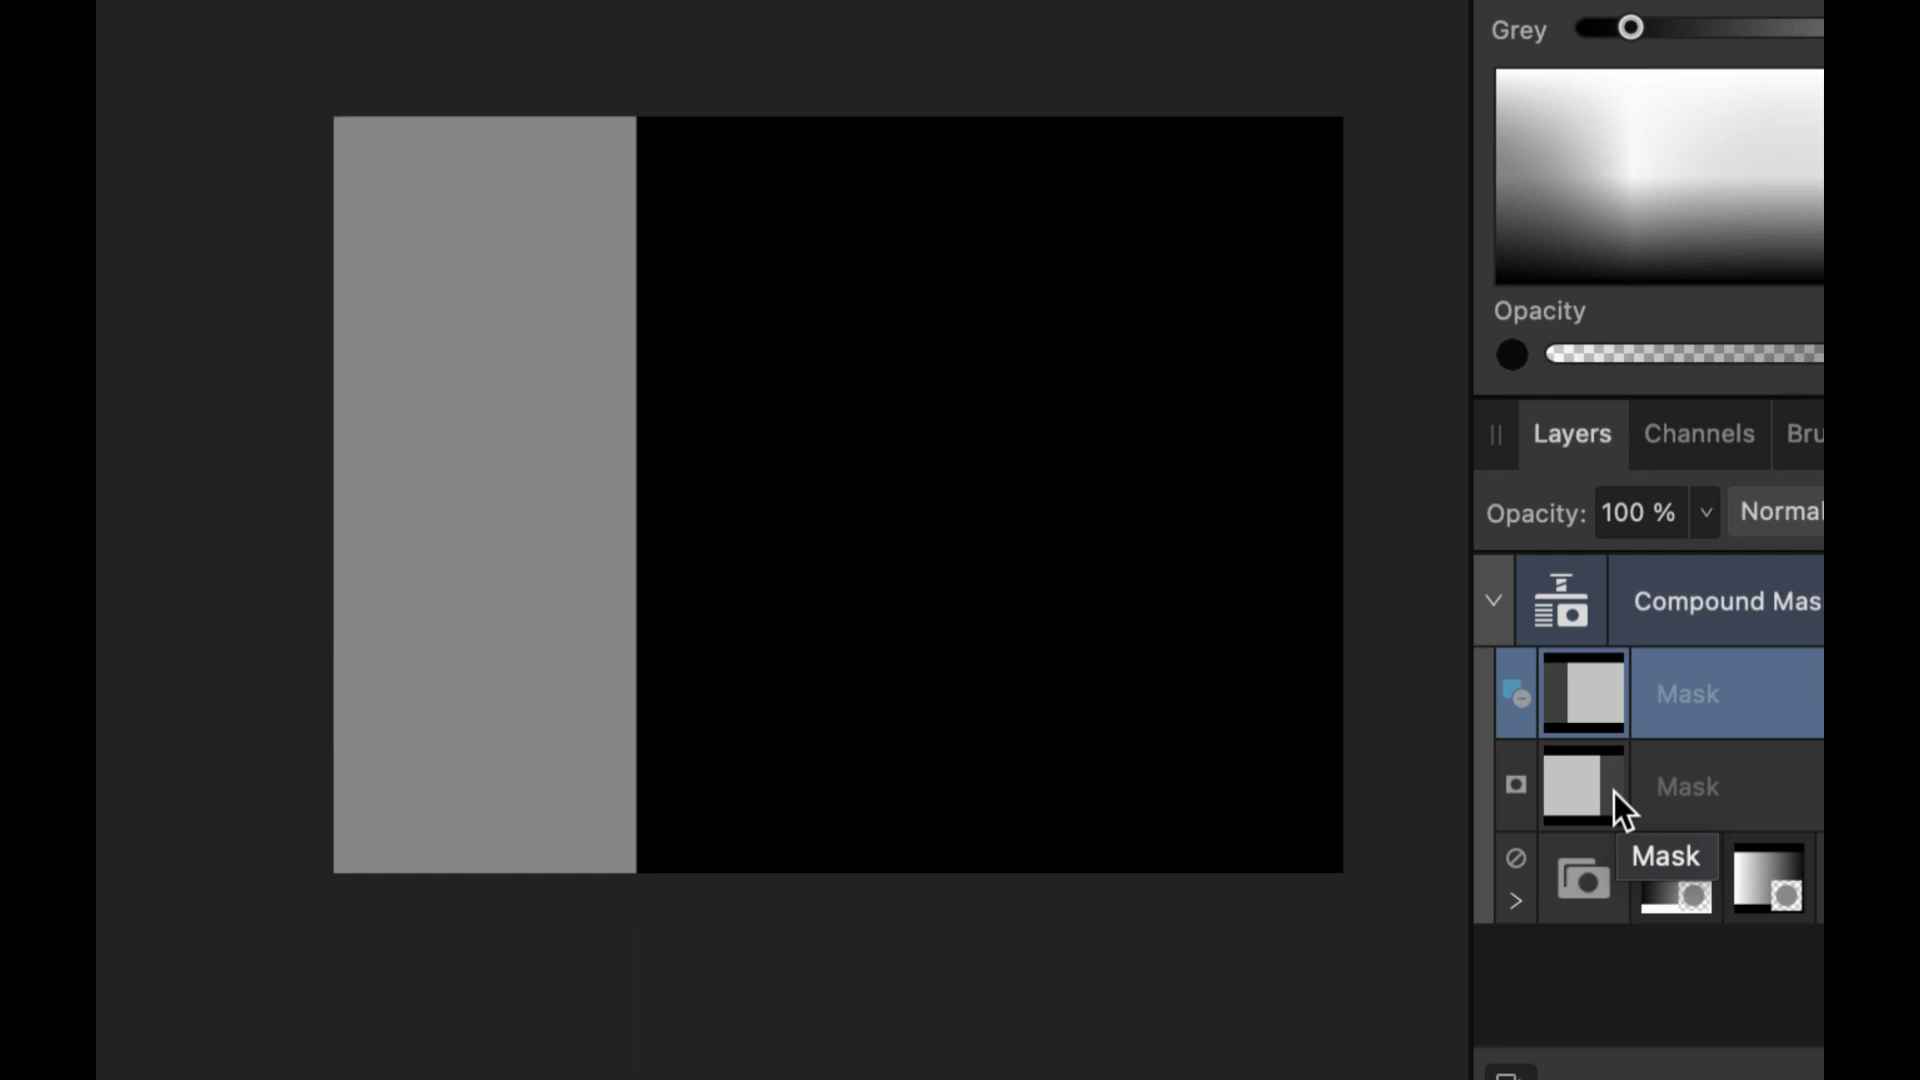 Grey
Opacity
Layers Channels Bru
Opacity: 100 % Normal
Compound Mas
Mask
Mask
Mask